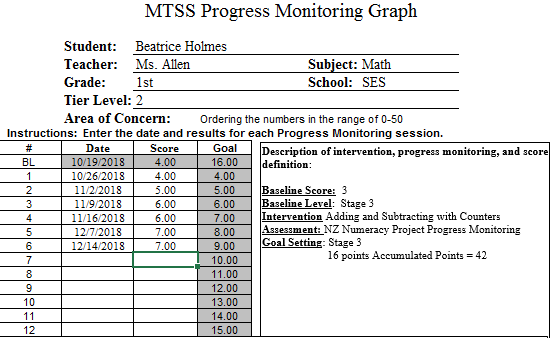 MTSS Progress Monitoring Graph
Student: Beatrice Holmes
Teacher: Ms. Allen Subject: Math
Grade: 1st School: SES
Tier Level: 2
Area of Concern: Ordering the numbers in the range of 0-50
Instructions: Enter the date and results for each Progress Monitoring session.
# Date Score Goal
BL 10/19/2018 4.00 16.00
1 10/26/2018 4.00 4.00
2 11/2/2018 5.00 5.00
3 11/9/2018 6.00 6.00
4 11/16/2018 6.00 7.00
5 12/7/2018 7.00 8.00
6 12/14/2018 7.00 9.00
7 10.00
8 11.00
9 12.00
10 13.00
11 14.00
12 15.00
Description of intervention, progress monitoring, and score
definition:
Baseline Score: 3
Baseline Level: Stage 3
Intervention Adding and Subtracting with Counters
Assessment: NZ Numeracy Project Progress Monitoring
Goal Setting: Stage 3
16 points Accumulated Points = 42